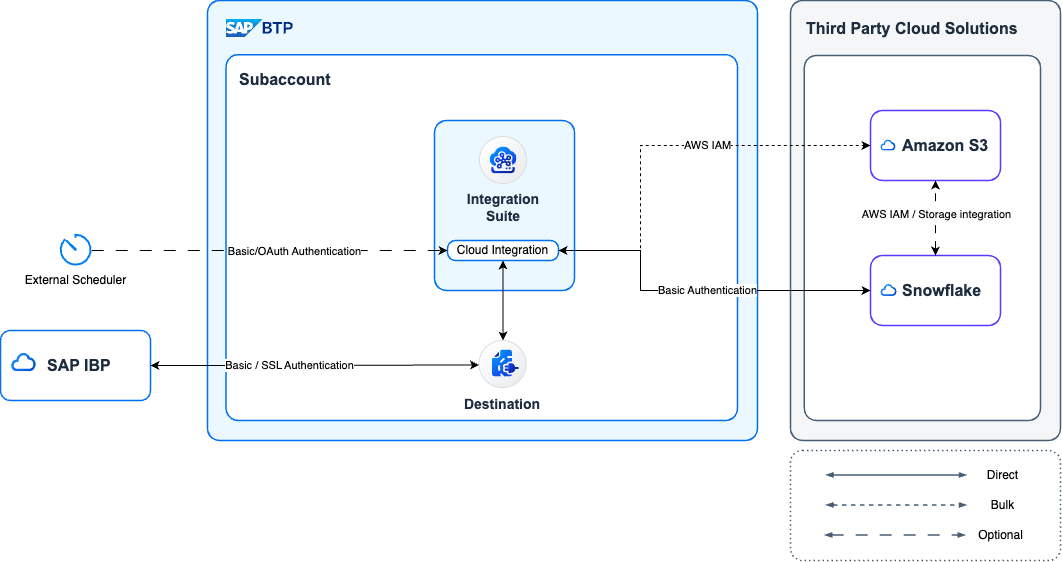 SAP BTP
Third Party Cloud Solutions
Subaccount
Integration
Suite
Cloud Integration
AWS IAM
Amazon S3
AWS IAM / Storage integration
Basic/OAuth Authentication
External Scheduler
Basic Authentication
Snowflake
SAP IBP
Basic / SSL Authentication
Destination
Direct
Bulk
Optional